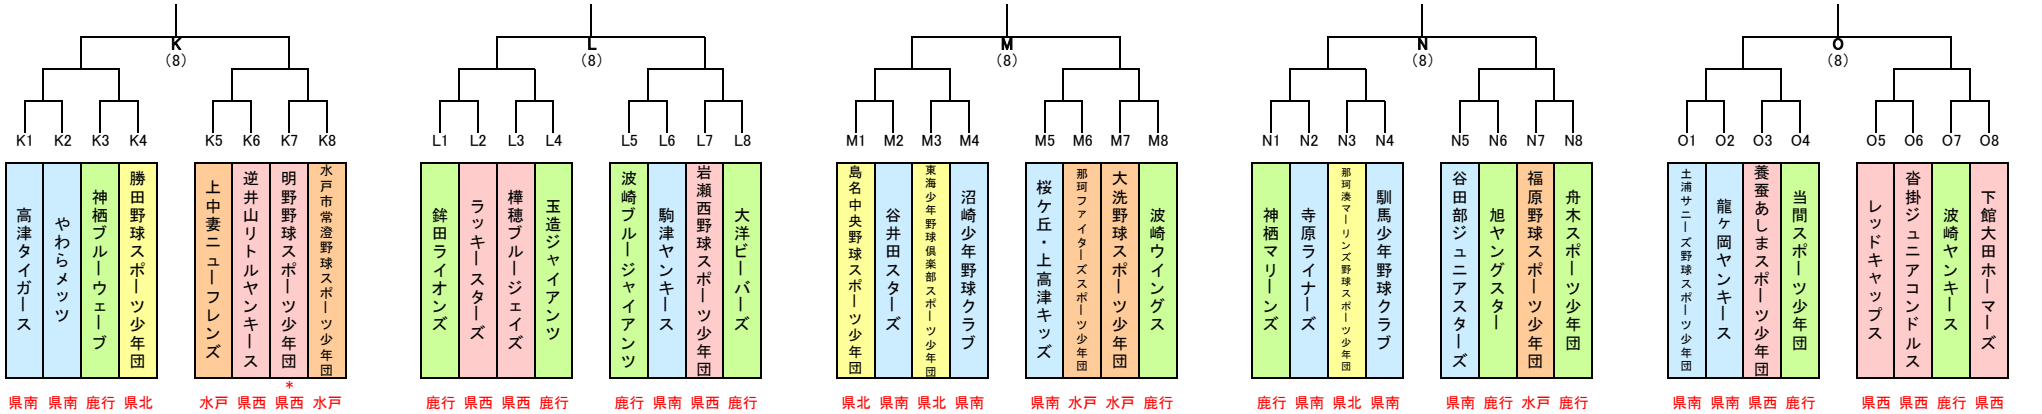 K
(8)
K1 K2 K3 K4 K5 K6 K7 K8
高津タイガース
やわらメッツ
神栖ブルーウェーブ
勝田野球スポーツ少年団
上中妻ニューフレンズ
逆井山リトルヤンキース
明野野球スポーツ少年団
水戸市常澄野球スポーツ少年団
*
県南 県南 鹿行 県北 水戸 県西 県西 水戸
L
(8)
L1 L2 L3 L4 L5 L6 L7 L8
鉾田ライオンズ
ラッキースターズ
樺穂ブルージェイズ
玉造ジャイアンツ
波崎ブルージャイアンツ
駒津ヤンキース
岩瀬西野球スポーツ少年団
大洋ビーバーズ
鹿行 県西 県西 鹿行 鹿行 県南 県西 鹿行
M
(8)
M1 M2 M3 M4 M5 M6 M7 M8
島名中央野球スポーツ少年団
谷井田スターズ
東海少年野球倶楽部スポーツ少年団
沼崎少年野球クラブ
桜ケ丘・上高津キッズ
那珂ファイターズスポーツ少年団
大洗野球スポーツ少年団
波崎ウイングス
県北 県南 県北 県南 県南 水戸 水戸 鹿行
N
(8)
N1 N2 N3 N4 N5 N6 N7 N8
神栖マリーンズ
寺原ライナーズ
那珂湊マーリンズ野球スポーツ少年団
馴馬少年野球クラブ
谷田部ジュニアスターズ
旭ヤングスター
福原野球スポーツ少年団
舟木スポーツ少年団
鹿行 県南 県北 県南 県南 鹿行 水戸 鹿行
O
(8)
O1 O2 O3 O4 O5 O6 O7 O8
土浦サニーズ野球スポーツ少年団
龍ケ岡ヤンキース
養蚕あしまスポーツ少年団
当間スポーツ少年団
レッドキャップス
沓掛ジュニアコンドルス
波崎ヤンキース
下館大田ホーマーズ
県南 県南 県西 鹿行 県西 県西 鹿行 県西